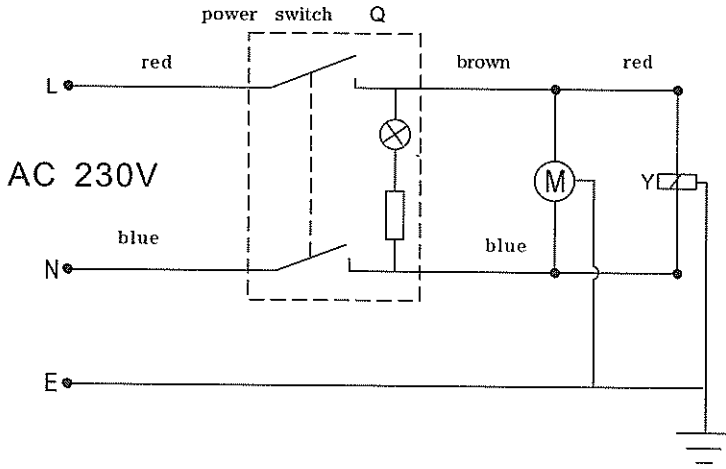 power switch Q
red brown red
L
AC 230V
M Y
blue blue
N
E